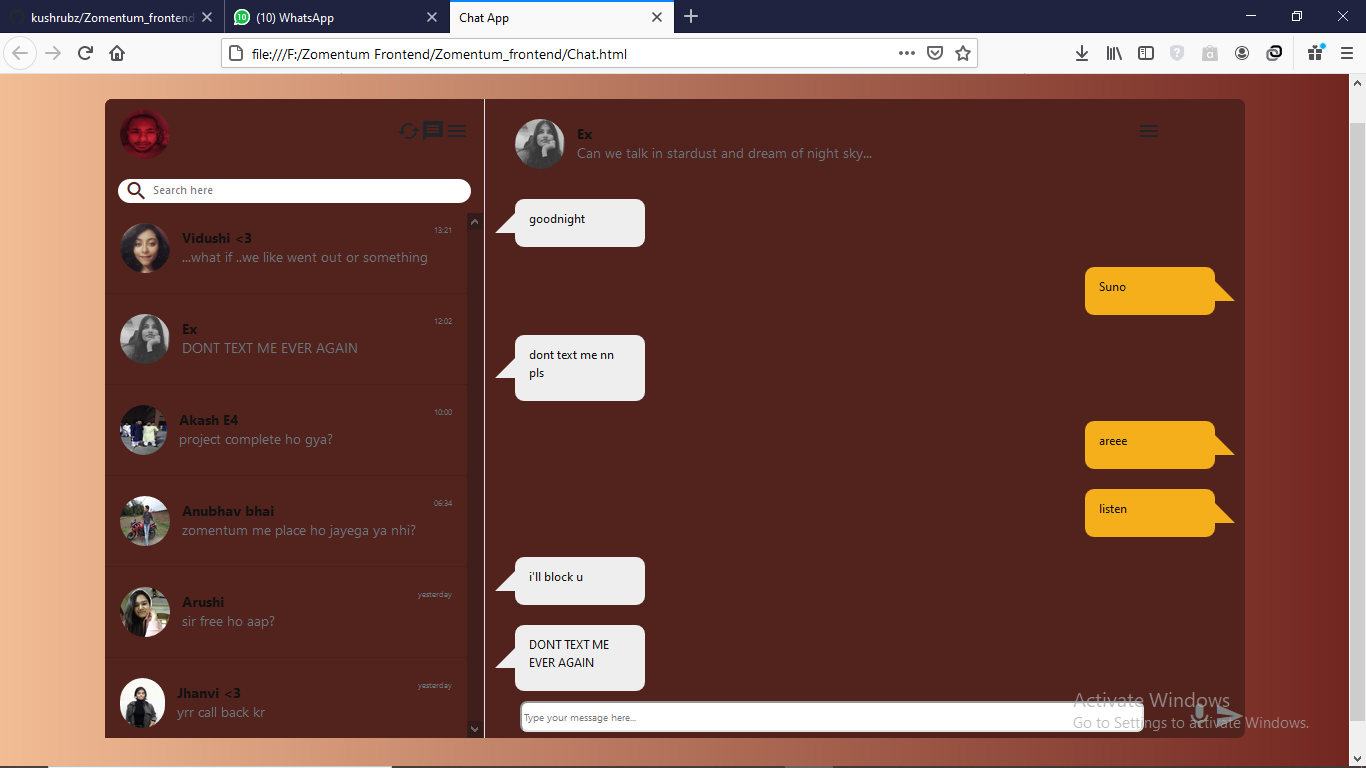 kushrubz/Zomentum_frontend
(10) WhatsApp
Chat App
file:///F:/Zomentum Frontend/Zomentum_frontend/Chat.html
Search here
Vidushi <3
13:21
...what if ..we like went out or something
Ex
12:02
DONT TEXT ME EVER AGAIN
Akash E4
10:00
project complete ho gya?
Anubhav bhai
06:34
zomentum me place ho jayega ya nhi?
Arushi
yesterday
sir free ho aap?
Jhanvi <3
yesterday
yrr call back kr
Ex
Can we talk in stardust and dream of night sky...
goodnight
Suno
dont text me nn
pls
areee
listen
i'll block u
DONT TEXT ME
EVER AGAIN
Type your message here...
Activate Windows
Go to Settings to activate Windows.